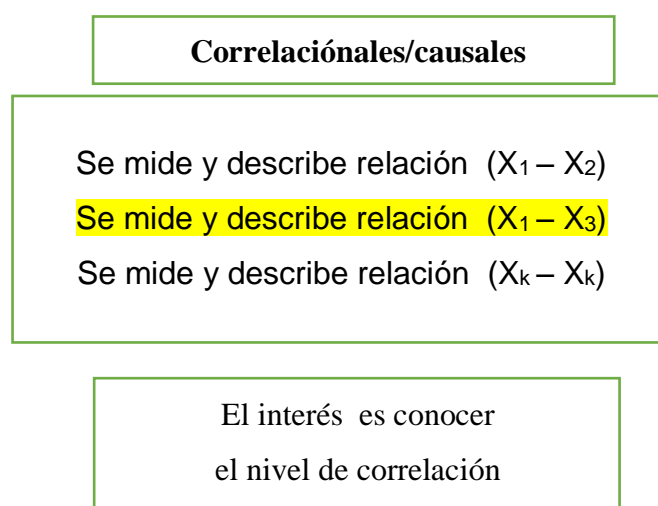 Correlaciónales/causales
Se mide y describe relación (X₁ – X₂)
Se mide y describe relación (X₁ – X₃)
Se mide y describe relación (Xₖ – Xₖ)
El interés es conocer
el nivel de correlación